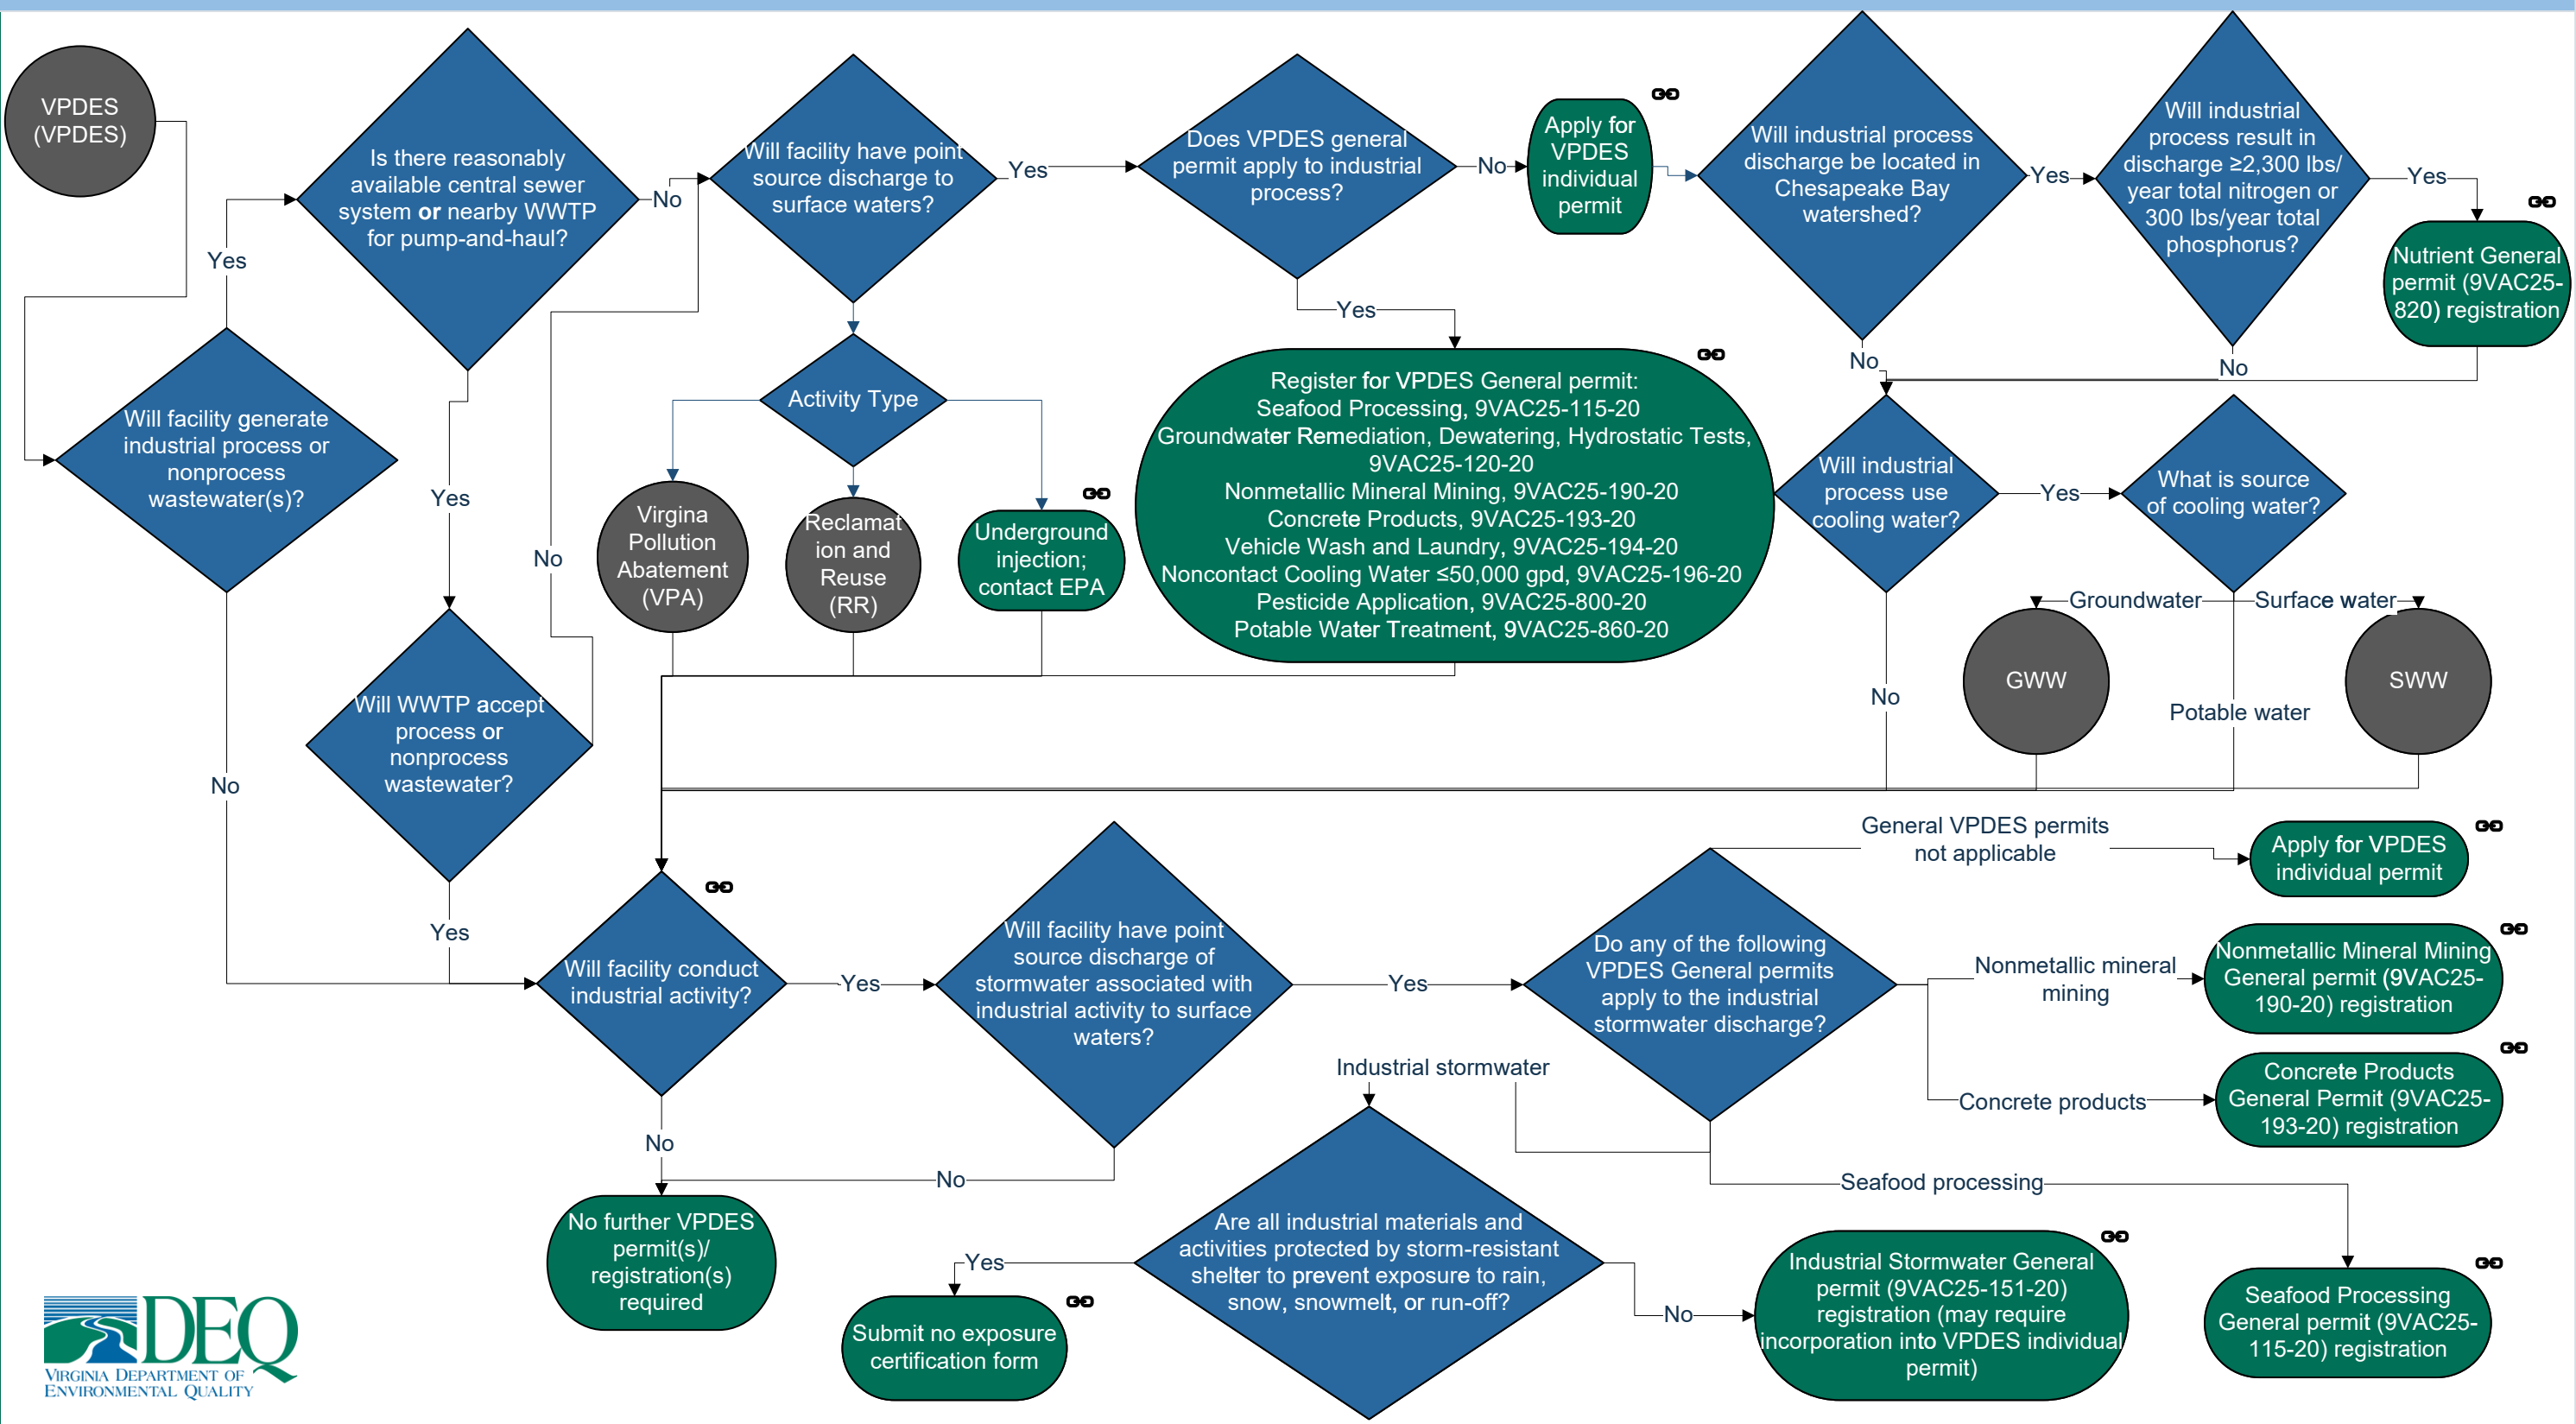 VPDES
(VPDES)
Yes
Will facility generate
industrial process or
nonprocess
wastewater(s)?
No
Is there reasonably
available central sewer
system or nearby WWTP
for pump-and-haul?
No
Yes
Will WWTP accept
process or
nonprocess
wastewater?
No
Yes
Will facility have point
source discharge to
surface waters?
Yes
Activity Type
Virgina
Pollution
Abatement
(VPA)
Reclamat
ion and
Reuse
(RR)
Underground
injection;
contact EPA
Does VPDES general
permit apply to industrial
process?
No
Yes
Apply for
VPDES
individual
permit
Register for VPDES General permit:
Seafood Processing, 9VAC25-115-20
Groundwater Remediation, Dewatering, Hydrostatic Tests,
9VAC25-120-20
Nonmetallic Mineral Mining, 9VAC25-190-20
Concrete Products, 9VAC25-193-20
Vehicle Wash and Laundry, 9VAC25-194-20
Noncontact Cooling Water ≤50,000 gpd, 9VAC25-196-20
Pesticide Application, 9VAC25-800-20
Potable Water Treatment, 9VAC25-860-20
Will industrial process
discharge be located in
Chesapeake Bay
watershed?
Yes
No
Will industrial
process result in
discharge ≥2,300 lbs/
year total nitrogen or
300 lbs/year total
phosphorus?
Yes
No
Nutrient General
permit (9VAC25-
820) registration
Will industrial
process use
cooling water?
Yes
No
What is source
of cooling water?
Groundwater
Surface water
Potable water
GWW
SWW
Will facility conduct
industrial activity?
Yes
No
Will facility have point
source discharge of
stormwater associated with
industrial activity to surface
waters?
Yes
No
No further VPDES
permit(s)/
registration(s)
required
Do any of the following
VPDES General permits
apply to the industrial
stormwater discharge?
General VPDES permits
not applicable
Apply for VPDES
individual permit
Nonmetallic mineral
mining
Nonmetallic Mineral Mining
General permit (9VAC25-
190-20) registration
Concrete products
Concrete Products
General Permit (9VAC25-
193-20) registration
Seafood processing
Seafood Processing
General permit (9VAC25-
115-20) registration
Industrial stormwater
Are all industrial materials and
activities protected by storm-resistant
shelter to prevent exposure to rain,
snow, snowmelt, or run-off?
Yes
Submit no exposure
certification form
No
Industrial Stormwater General
permit (9VAC25-151-20)
registration (may require
incorporation into VPDES individual
permit)
DEQ
VIRGINIA DEPARTMENT OF
ENVIRONMENTAL QUALITY